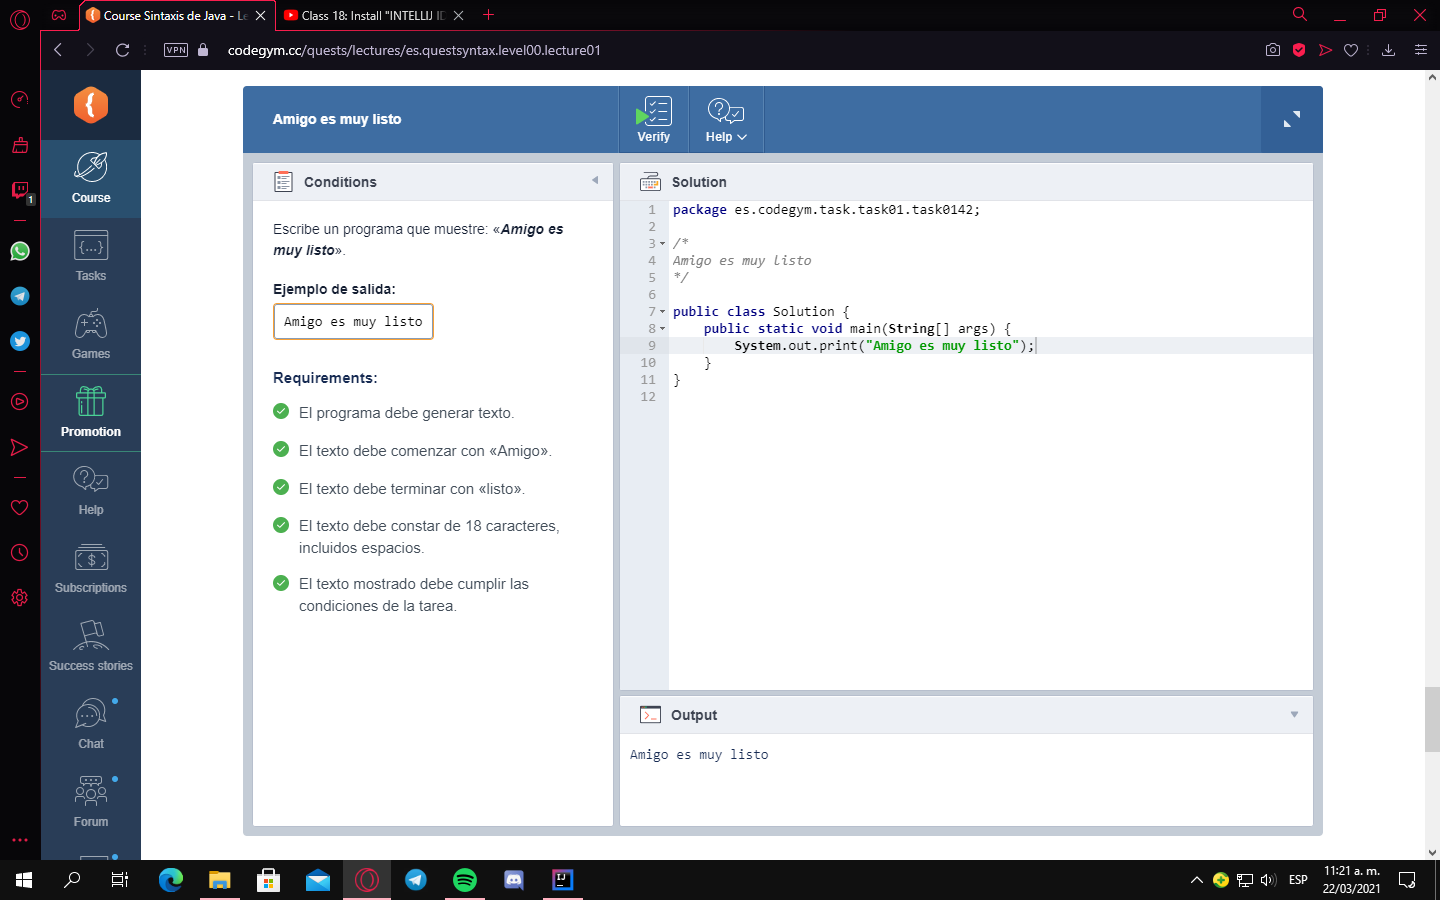 Course Sintaxis de Java - Le
Class 18: Install "INTELLIJ ID
VPN
codegym.cc/quests/lectures/es.questsyntax.level00.lecture01
1
Course
Tasks
Games
Promotion
Help
Subscriptions
Success stories
Chat
Forum
Amigo es muy listo
Verify
Help
Conditions
Escribe un programa que muestre: «Amigo es
muy listo».
Ejemplo de salida:
Amigo es muy listo
Requirements:
El programa debe generar texto.
El texto debe comenzar con «Amigo».
El texto debe terminar con «listo».
El texto debe constar de 18 caracteres,
incluidos espacios.
El texto mostrado debe cumplir las
condiciones de la tarea.
Solution
1 package es.codegym.task.task01.task0142;
2
3 /*
4 Amigo es muy listo
5 */
6
7 public class Solution {
8 public static void main(String[] args) {
9 System.out.print("Amigo es muy listo");
10 }
11 }
12
Output
Amigo es muy listo
IJ
ESP
11:21 a. m.
22/03/2021